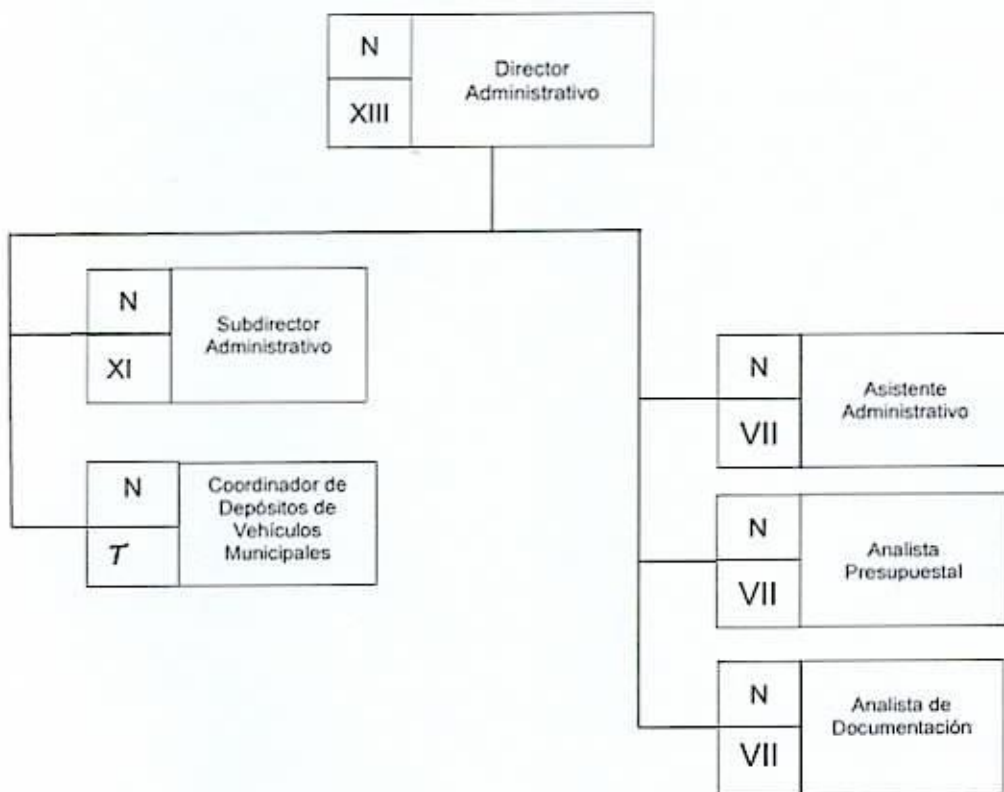 N
XIII
Director
Administrativo
N
XI
Subdirector
Administrativo
N
T
Coordinador de
Depósitos de
Vehículos
Municipales
N
VII
Asistente
Administrativo
N
VII
Analista
Presupuestal
N
VII
Analista de
Documentación